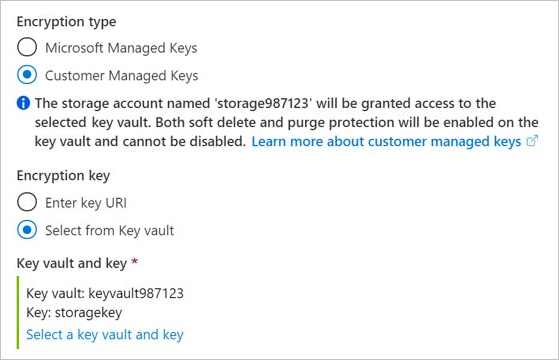 Encryption type
Microsoft Managed Keys
Customer Managed Keys
The storage account named 'storage987123' will be granted access to the
selected key vault. Both soft delete and purge protection will be enabled on the
key vault and cannot be disabled. Learn more about customer managed keys
Encryption key
Enter key URI
Select from Key vault
Key vault and key *
Key vault: keyvault987123
Key: storagekey
Select a key vault and key